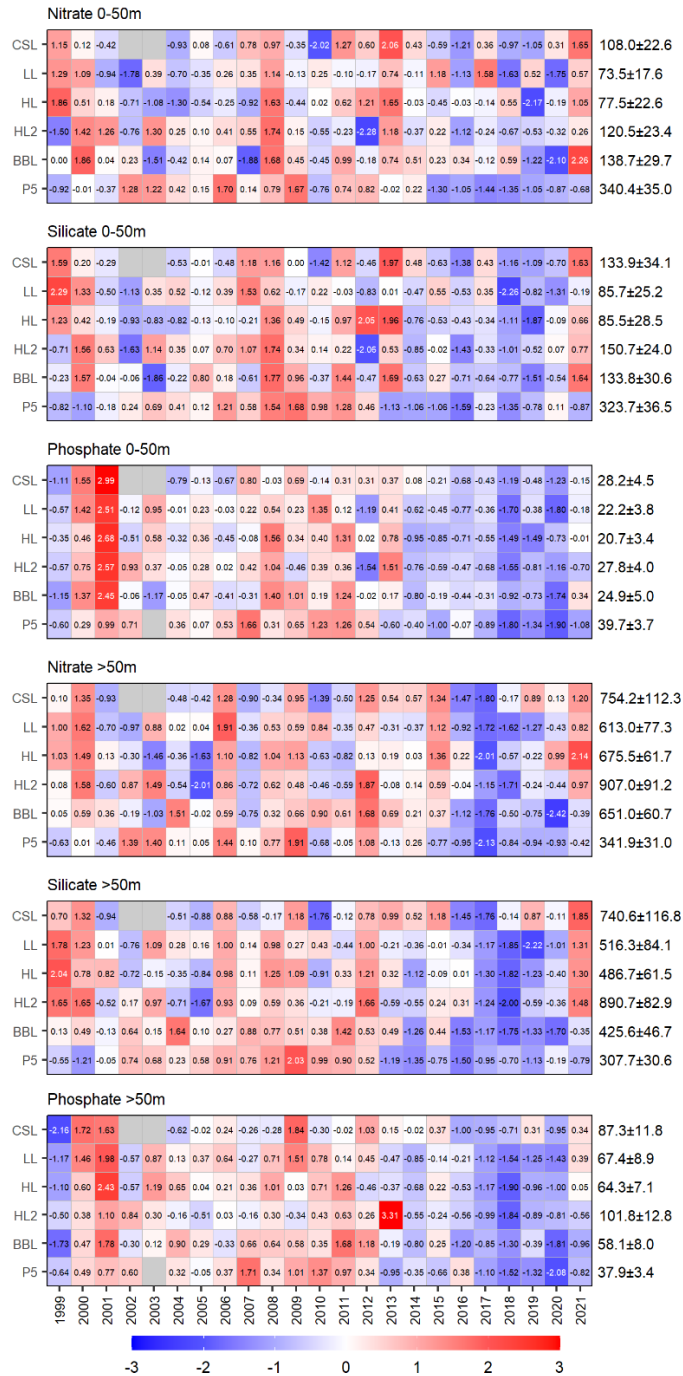 Nitrate 0-50m
CSL 1.15 0.12 -0.42 -0.93 0.08 -0.61 0.78 0.97 -0.35 -2.02 1.27 0.60 2.06 0.43 -0.59 -1.21 0.36 -0.97 -1.05 0.31 1.65 108.0±22.6
LL 1.29 1.09 -0.94 -1.78 0.39 -0.70 -0.35 0.26 0.35 1.14 -0.13 0.25 -0.10 -0.17 0.74 -0.11 1.18 -1.13 1.58 -1.63 0.52 -1.75 0.57 73.5±17.6
HL 1.86 0.51 0.18 -0.71 -1.08 -1.30 -0.54 -0.25 -0.92 1.63 -0.44 0.02 0.62 1.21 1.65 -0.03 -0.45 -0.03 -0.14 0.55 -2.17 -0.19 1.05 77.5±22.6
HL2 -1.50 1.42 1.26 -0.76 1.30 0.25 0.10 0.41 0.55 1.74 0.15 -0.55 -0.23 -2.28 1.18 -0.37 0.22 -1.12 -0.24 -0.67 -0.53 -0.32 0.26 120.5±23.4
BBL 0.00 1.86 0.04 0.23 -1.51 -0.42 0.14 0.07 -1.88 1.68 0.45 -0.45 0.99 -0.18 0.74 0.51 0.23 0.34 -0.12 0.59 -1.22 -2.10 2.26 138.7±29.7
P5 -0.92 -0.01 -0.37 1.28 1.22 0.42 0.15 1.70 0.14 0.79 1.67 -0.76 0.74 0.82 -0.02 0.22 -1.30 -1.05 -1.44 -1.35 -1.05 -0.87 -0.68 340.4±35.0
Silicate 0-50m
CSL 1.59 0.20 -0.29 -0.53 -0.01 -0.48 1.18 1.16 0.00 -1.42 1.12 -0.46 1.97 0.48 -0.63 -1.38 0.43 -1.16 -1.09 -0.70 1.63 133.9±34.1
LL 2.29 1.33 -0.50 -1.13 0.35 0.52 -0.12 0.39 1.53 0.62 -0.17 0.22 -0.03 -0.83 0.01 -0.47 0.55 -0.53 0.35 -2.26 -0.82 -1.31 -0.19 85.7±25.2
HL 1.23 0.42 -0.19 -0.93 -0.83 -0.82 -0.13 -0.10 -0.21 1.36 0.49 -0.15 0.97 2.05 1.96 -0.76 -0.53 -0.43 -0.34 -1.11 -1.87 -0.09 0.66 85.5±28.5
HL2 -0.71 1.56 0.63 -1.63 1.14 0.35 0.07 0.70 1.07 1.74 0.34 0.14 0.22 -2.06 0.53 -0.85 -0.02 -1.43 -0.33 -1.01 -0.52 0.07 0.77 150.7±24.0
BBL -0.23 1.57 -0.04 -0.06 -1.86 -0.22 0.80 0.18 -0.61 1.77 0.96 -0.37 1.44 -0.47 1.69 -0.63 0.27 -0.71 -0.64 -0.77 -1.51 -0.54 1.64 133.8±30.6
P5 -0.82 -1.10 -0.18 0.24 0.69 0.41 0.12 1.21 0.58 1.54 1.68 0.98 1.12 0.46 -1.13 -1.06 -1.06 -1.59 -0.23 -1.35 -0.78 0.11 -0.87 323.7±36.5
Phosphate 0-50m
CSL -1.11 1.55 2.99 -0.79 -0.13 -0.67 0.80 -0.03 0.69 -0.14 0.31 0.31 0.37 0.08 -0.21 -0.68 -0.43 -1.19 -0.48 -1.23 -0.15 28.2±4.5
LL -0.57 1.42 2.51 -0.12 0.95 -0.01 0.23 -0.03 -0.22 0.54 0.23 1.35 0.12 -1.19 0.41 -0.62 -0.45 -0.77 -0.36 -1.70 -0.38 -1.80 -0.18 22.2±3.8
HL -0.35 0.46 2.68 -0.51 0.58 -0.32 0.36 -0.45 -0.08 1.56 0.34 0.40 1.31 0.02 0.78 -0.95 -0.85 -0.71 -0.55 -1.49 -1.49 -0.73 -0.01 20.7±3.4
HL2 -0.57 0.75 2.57 0.93 0.37 -0.05 0.28 0.02 0.42 1.04 -0.46 0.39 0.36 -1.54 1.51 -0.76 -0.59 -0.47 -0.58 -1.55 -0.81 -1.16 -0.70 27.8±4.0
BBL -1.15 1.37 2.45 -0.06 -1.17 -0.05 0.47 -0.41 -0.31 1.40 1.01 0.19 1.24 -0.02 0.17 -0.80 -0.19 -0.44 -0.31 -0.92 -0.73 -1.74 0.34 24.9±5.0
P5 -0.60 0.29 0.99 0.71 0.36 0.07 0.53 1.66 0.31 0.10 1.23 1.26 0.54 -0.60 -0.40 -1.00 -0.07 -0.89 -1.80 -1.34 -1.90 -1.08 39.7±3.7
Nitrate >50m
CSL 0.10 1.35 -0.93 -0.48 -0.42 1.28 -0.90 -0.34 0.95 -1.39 -0.50 1.25 0.54 0.57 1.34 -1.47 -1.80 -0.17 0.89 0.13 1.20 754.2±112.3
LL 1.00 1.62 -0.70 -0.97 0.88 0.02 0.04 1.91 -0.36 0.53 0.59 0.84 -0.35 0.47 -0.31 -0.37 1.12 -0.92 -1.72 -1.62 -1.27 -0.43 0.82 613.0±77.3
HL 1.03 1.49 0.13 -0.30 -1.46 -0.36 -1.63 1.10 -0.82 1.04 1.13 -0.63 -0.82 0.13 0.19 0.03 1.36 0.22 -2.01 -0.57 -0.22 0.99 2.14 675.5±61.7
HL2 0.08 1.58 -0.60 0.87 1.49 -0.54 -2.01 0.86 -0.72 0.62 0.48 -0.46 -0.59 1.87 -0.08 0.14 0.59 -0.04 -1.15 -1.71 -0.24 -0.44 0.97 907.0±91.2
BBL 0.05 0.59 0.36 -0.19 -1.03 1.51 -0.02 0.59 -0.75 0.32 0.66 0.90 0.61 1.68 0.69 0.21 0.37 -1.12 -1.76 -0.50 -0.75 -2.42 -0.39 651.0±60.7
P5 -0.63 0.01 -0.46 1.39 1.40 0.11 0.05 1.44 0.10 0.77 1.91 -0.68 -0.05 1.08 -0.13 0.26 -0.77 -0.95 -2.13 -0.84 -0.94 -0.93 -0.42 341.9±31.0
Silicate >50m
CSL 0.70 1.32 -0.94 -0.51 -0.88 0.88 -0.58 -0.17 1.18 -1.76 -0.12 0.78 0.99 0.52 1.18 -1.45 -1.76 -0.14 0.87 -0.11 1.85 740.6±116.8
LL 1.78 1.23 0.01 -0.76 1.09 0.28 0.16 1.00 0.14 0.98 0.27 0.43 -0.44 1.00 -0.21 -0.36 -0.01 -0.34 -1.17 -1.85 -2.22 -1.01 1.31 516.3±84.1
HL 2.04 0.78 0.82 -0.72 -0.15 -0.35 -0.84 0.98 0.11 1.25 1.09 -0.91 0.33 1.21 0.32 -1.12 -0.09 0.01 -1.30 -1.82 -1.23 -0.40 1.30 486.7±61.5
HL2 1.65 1.65 -0.52 0.17 0.97 -0.71 -1.67 0.93 0.09 0.59 0.36 -0.21 -0.19 1.66 -0.59 -0.55 0.24 0.31 -1.24 -2.00 -0.59 -0.36 1.48 890.7±82.9
BBL 0.13 0.49 -0.13 0.64 0.15 1.64 0.10 0.27 0.88 0.77 0.51 0.38 1.42 0.53 0.49 -1.26 0.44 -1.53 -1.17 -1.75 -1.33 -1.70 -0.35 425.6±46.7
P5 -0.55 -1.21 -0.05 0.74 0.68 0.23 0.58 0.91 0.76 1.21 2.03 0.99 0.90 0.52 -1.19 -1.35 -0.75 -1.50 -0.95 -0.70 -1.13 -0.19 -0.79 307.7±30.6
Phosphate >50m
CSL -2.16 1.72 1.63 -0.62 -0.02 0.24 -0.26 -0.28 1.84 -0.30 -0.02 1.03 0.15 -0.02 0.37 -1.00 -0.95 -0.71 0.31 -0.95 0.34 87.3±11.8
LL -1.17 1.46 1.98 -0.57 0.87 0.13 0.37 0.64 -0.27 0.71 1.51 0.78 0.14 0.45 -0.47 -0.71 -0.45 -0.37 -1.23 -1.54 -1.25 -1.43 0.39 67.4±8.9
HL -1.10 0.60 2.43 -0.57 1.19 0.65 0.21 0.36 1.01 0.03 0.71 1.26 -0.46 -0.37 -0.68 0.22 -0.53 -1.17 -1.90 -0.96 -1.00 0.05 64.3±7.1
HL2 -0.10 0.38 1.10 0.84 0.30 -0.16 -0.51 0.03 -0.16 0.30 -0.34 0.43 0.63 0.26 3.31 -0.55 -0.24 -0.56 -0.99 -1.84 -0.89 -0.81 -0.56 101.8±12.8
BBL -1.73 0.47 1.78 -0.30 0.12 0.90 0.29 -0.33 0.66 0.64 0.58 0.35 1.68 1.18 -0.19 -0.80 0.25 -1.20 -0.85 -1.30 -0.39 -1.81 -0.96 58.1±8.0
P5 -0.64 0.49 0.77 0.60 0.32 -0.05 0.37 1.71 0.34 1.01 1.37 0.97 0.34 -0.95 -0.35 -0.66 0.38 -1.10 -1.52 -1.32 -2.08 -0.82 37.9±3.4
1999 2000 2001 2002 2003 2004 2005 2006 2007 2008 2009 2010 2011 2012 2013 2014 2015 2016 2017 2018 2019 2020 2021
-3 -2 -1 0 1 2 3